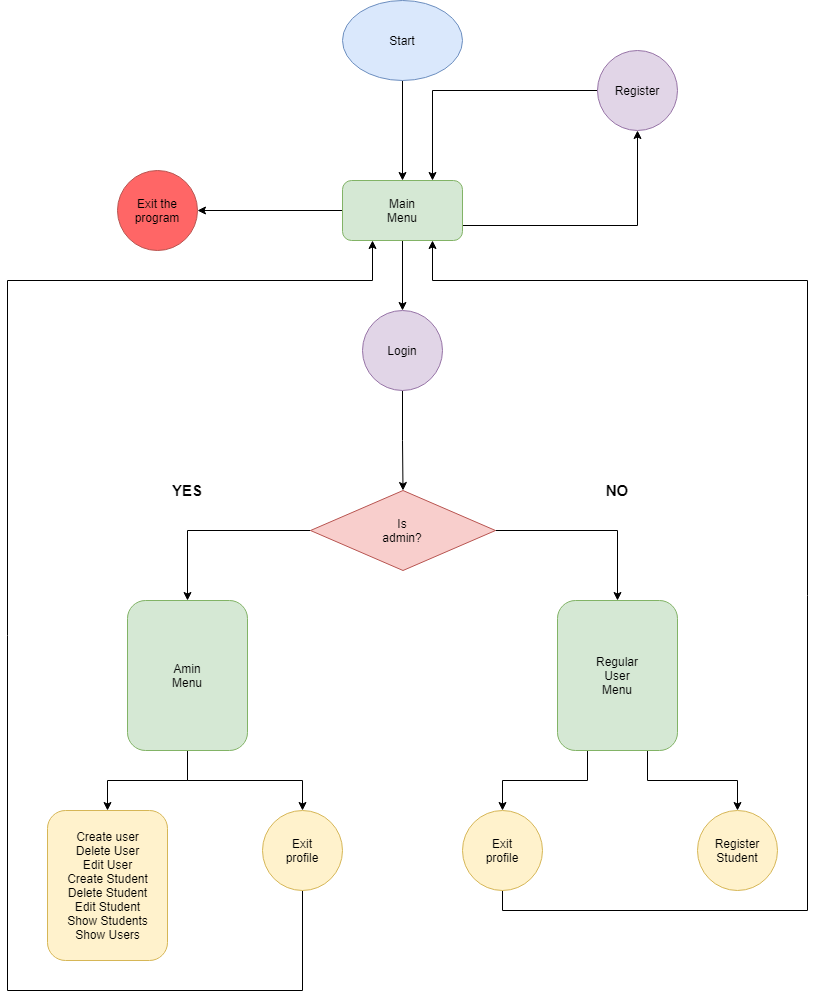 Start
Register
Exit the
program
Main
Menu
Login
YES
NO
Is
admin?
Amin
Menu
Regular
User
Menu
Create user
Delete User
Edit User
Create Student
Delete Student
Edit Student
Show Students
Show Users
Exit
profile
Exit
profile
Register
Student